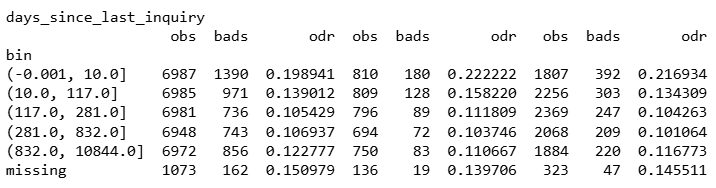 days_since_last_inquiry
obs bads odr obs bads odr obs bads odr
bin
(-0.001, 10.0] 6987 1390 0.198941 810 180 0.222222 1807 392 0.216934
(10.0, 117.0] 6985 971 0.139012 809 128 0.158220 2256 303 0.134309
(117.0, 281.0] 6981 736 0.105429 796 89 0.111809 2369 247 0.104263
(281.0, 832.0] 6948 743 0.106937 694 72 0.103746 2068 209 0.101064
(832.0, 10844.0] 6972 856 0.122777 750 83 0.110667 1884 220 0.116773
missing 1073 162 0.150979 136 19 0.139706 323 47 0.145511